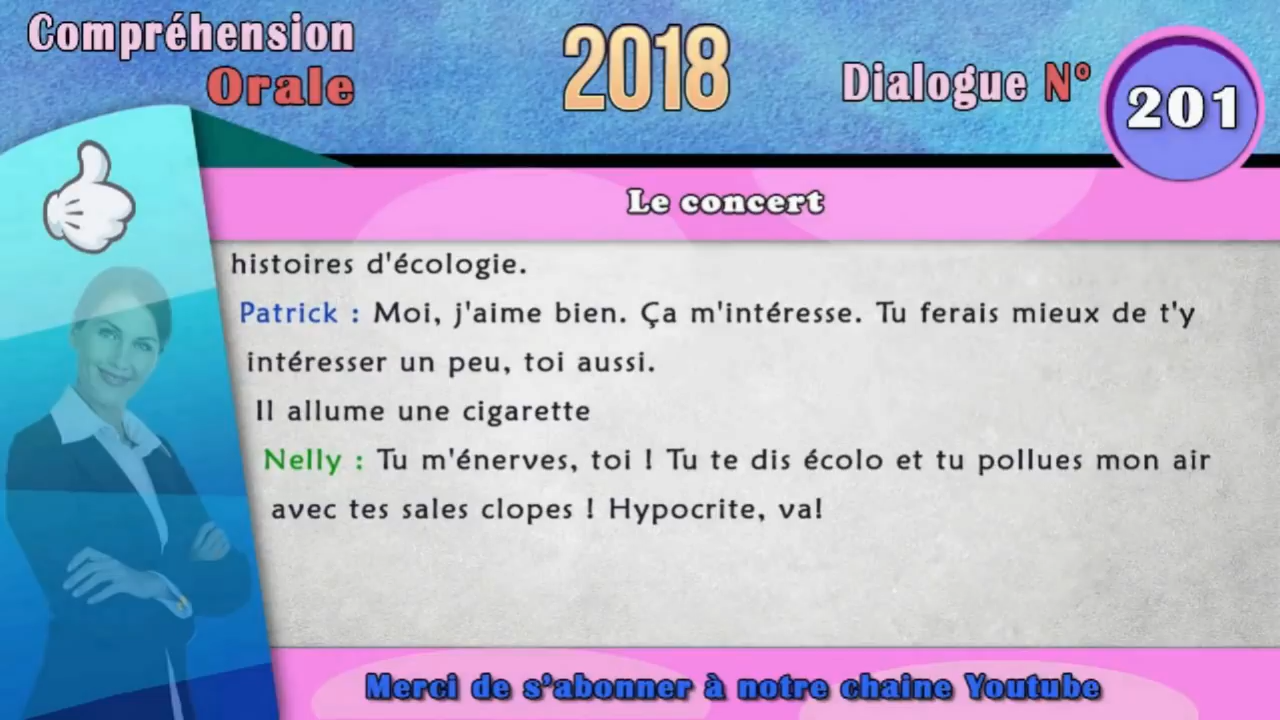 Compréhension
Orale
2018
Dialogue N°
201
Le concert
histoires d'écologie.
Patrick : Moi, j'aime bien. Ça m'intéresse. Tu ferais mieux de t'y
intéresser un peu, toi aussi.
Il allume une cigarette
Nelly : Tu m'énerves, toi ! Tu te dis écolo et tu pollues mon air
avec tes sales clopes ! Hypocrite, va!
Merci de s'abonner à notre chaine Youtube